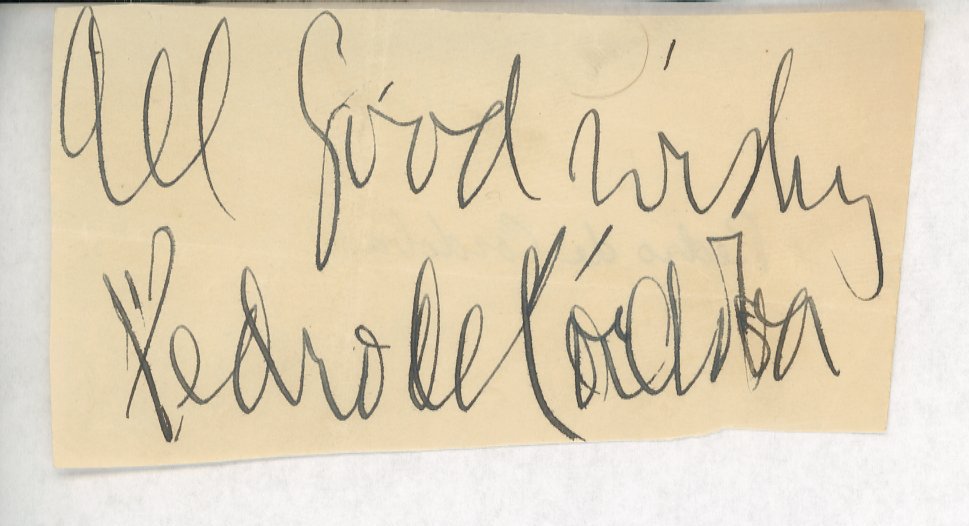 All Good wishes
Pedro de Cordoba